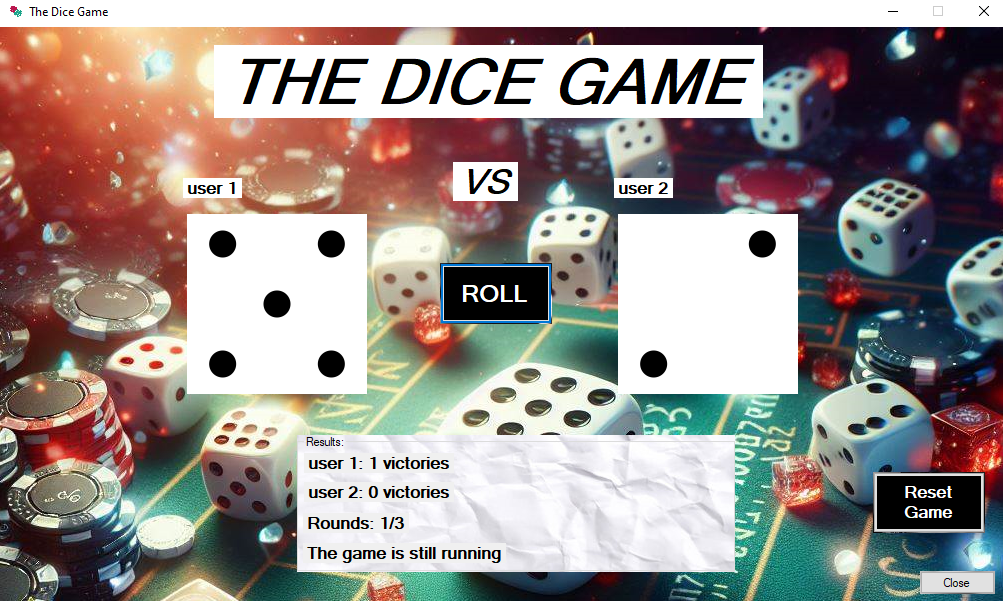 The Dice Game
THE DICE GAME
VS
user 1
user 2
ROLL
Results:
user 1: 1 victories
user 2: 0 victories
Rounds: 1/3
The game is still running
Reset
Game
Close